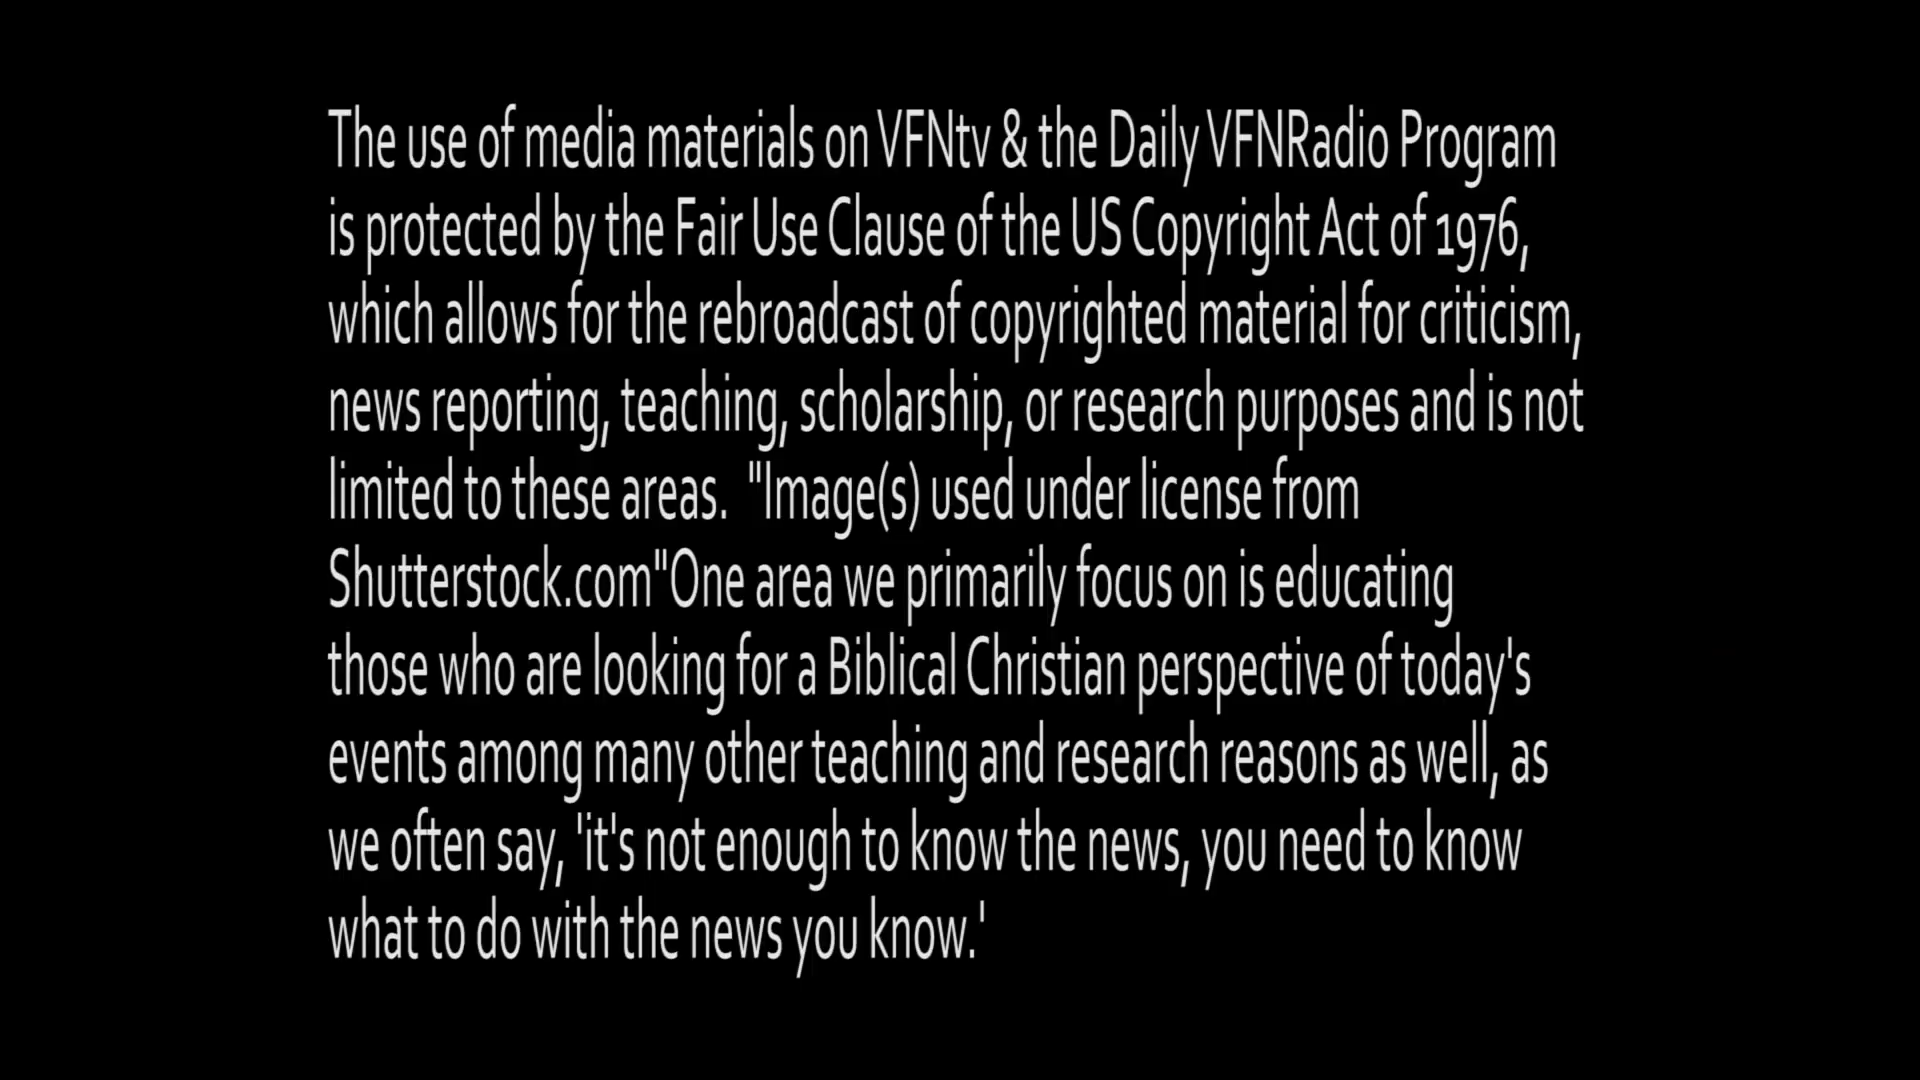 The use of media materials on VFNtv & the Daily VFNRadio Program
is protected by the Fair Use Clause of the US Copyright Act of 1976,
which allows for the rebroadcast of copyrighted material for criticism,
news reporting, teaching, scholarship, or research purposes and is not
limited to these areas.  "Image(s) used under license from
Shutterstock.com"One area we primarily focus on is educating
those who are looking for a Biblical Christian perspective of today's
events among many other teaching and research reasons as well, as
we often say, 'it's not enough to know the news, you need to know
what to do with the news you know.'